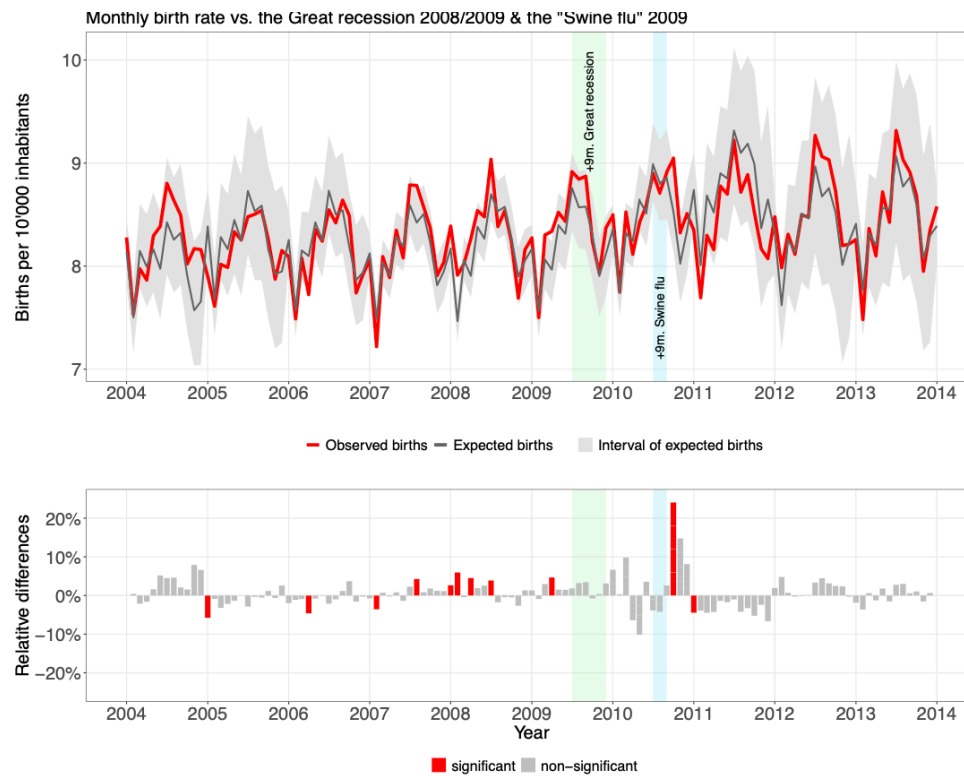 Monthly birth rate vs. the Great recession 2008/2009 & the "Swine flu" 2009
Births per 10'000 inhabitants
10
9
8
7
+9m. Great recession
+9m. Swine flu
2004 2005 2006 2007 2008 2009 2010 2011 2012 2013 2014
Observed births Expected births Interval of expected births
Relatitve differences
20%
10%
0%
−10%
−20%
2004 2005 2006 2007 2008 2009 2010 2011 2012 2013 2014
Year
significant non−significant